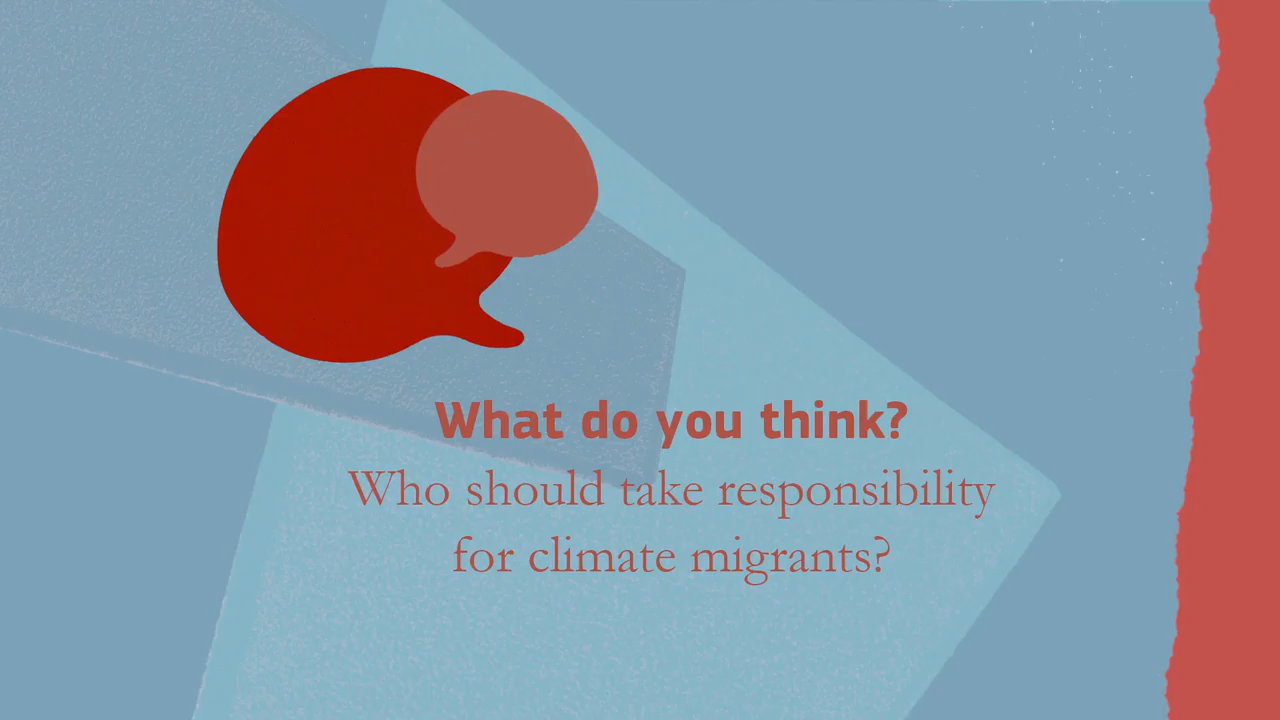 What do you think?
Who should take responsibility
for climate migrants?